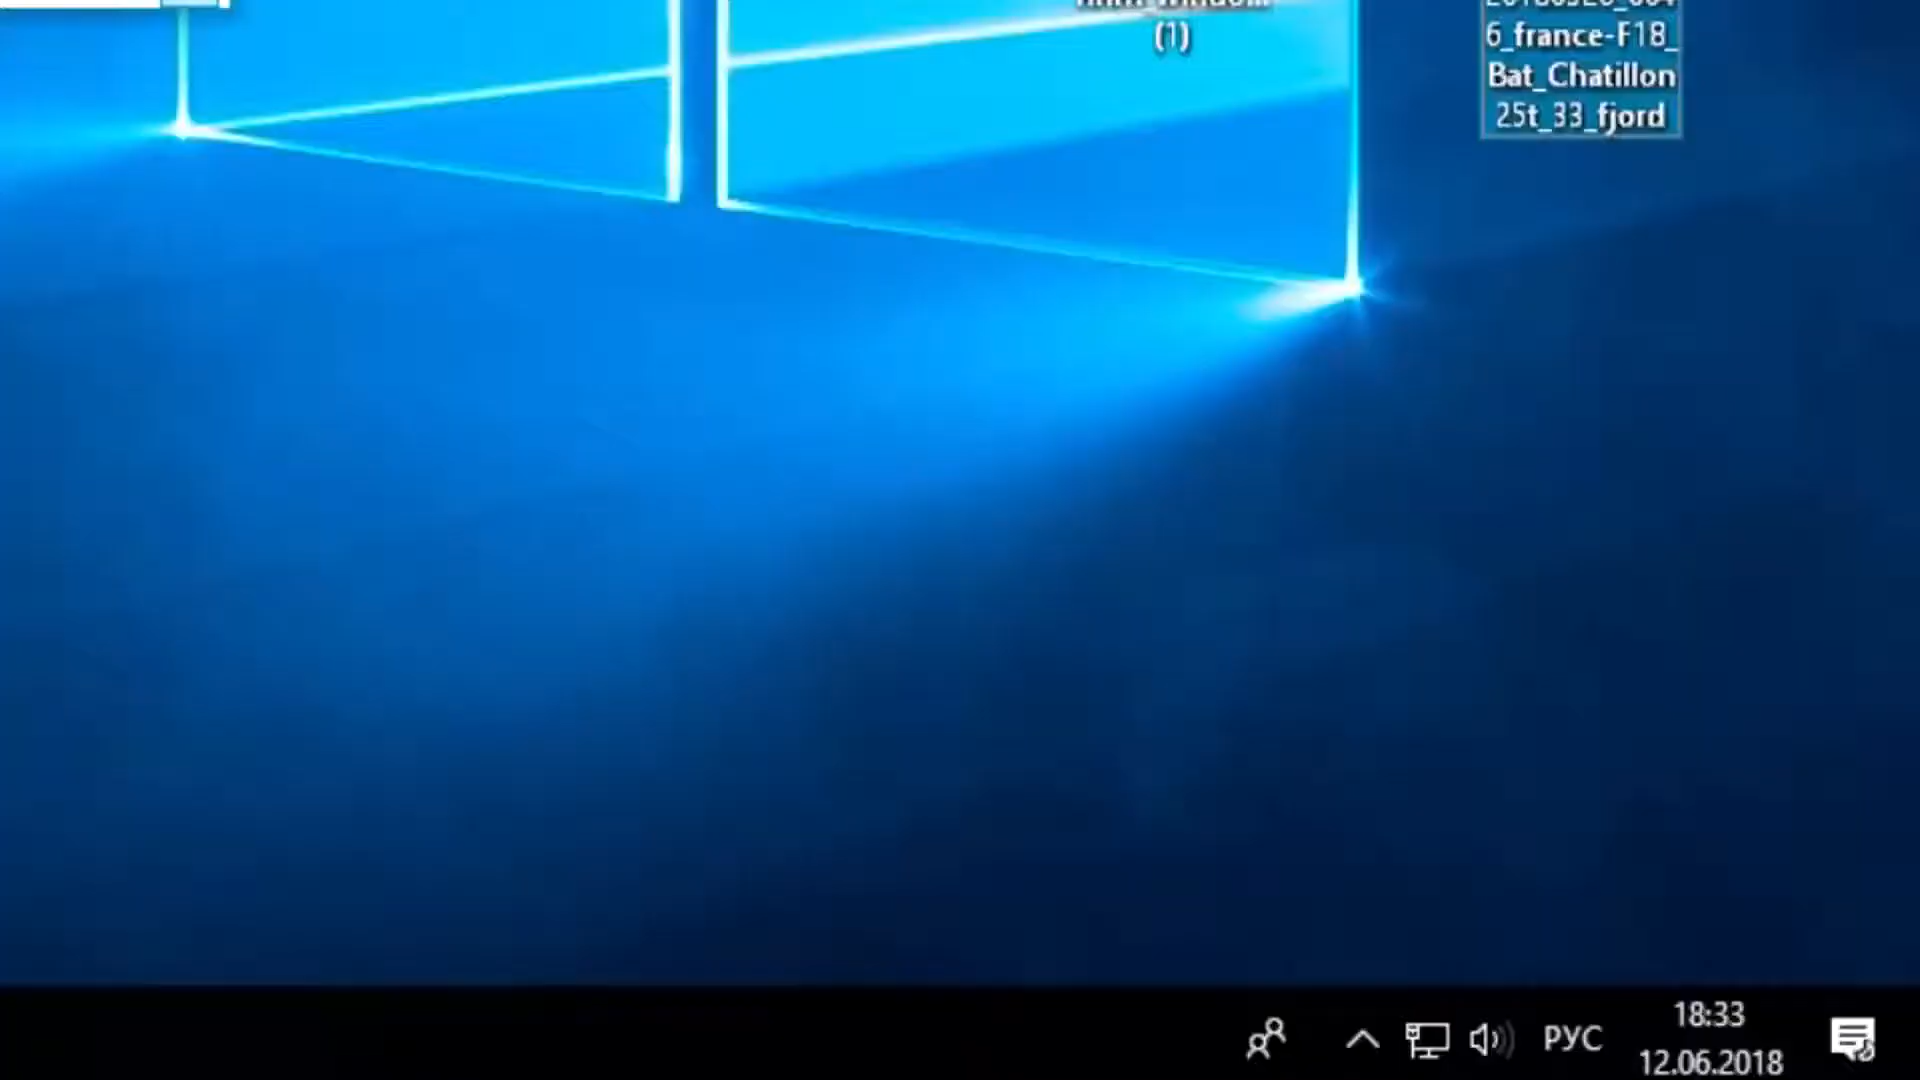 (1)
6_france-F18_
Bat_Chatillon
25t_33_fjord
РУС
18:33
12.06.2018